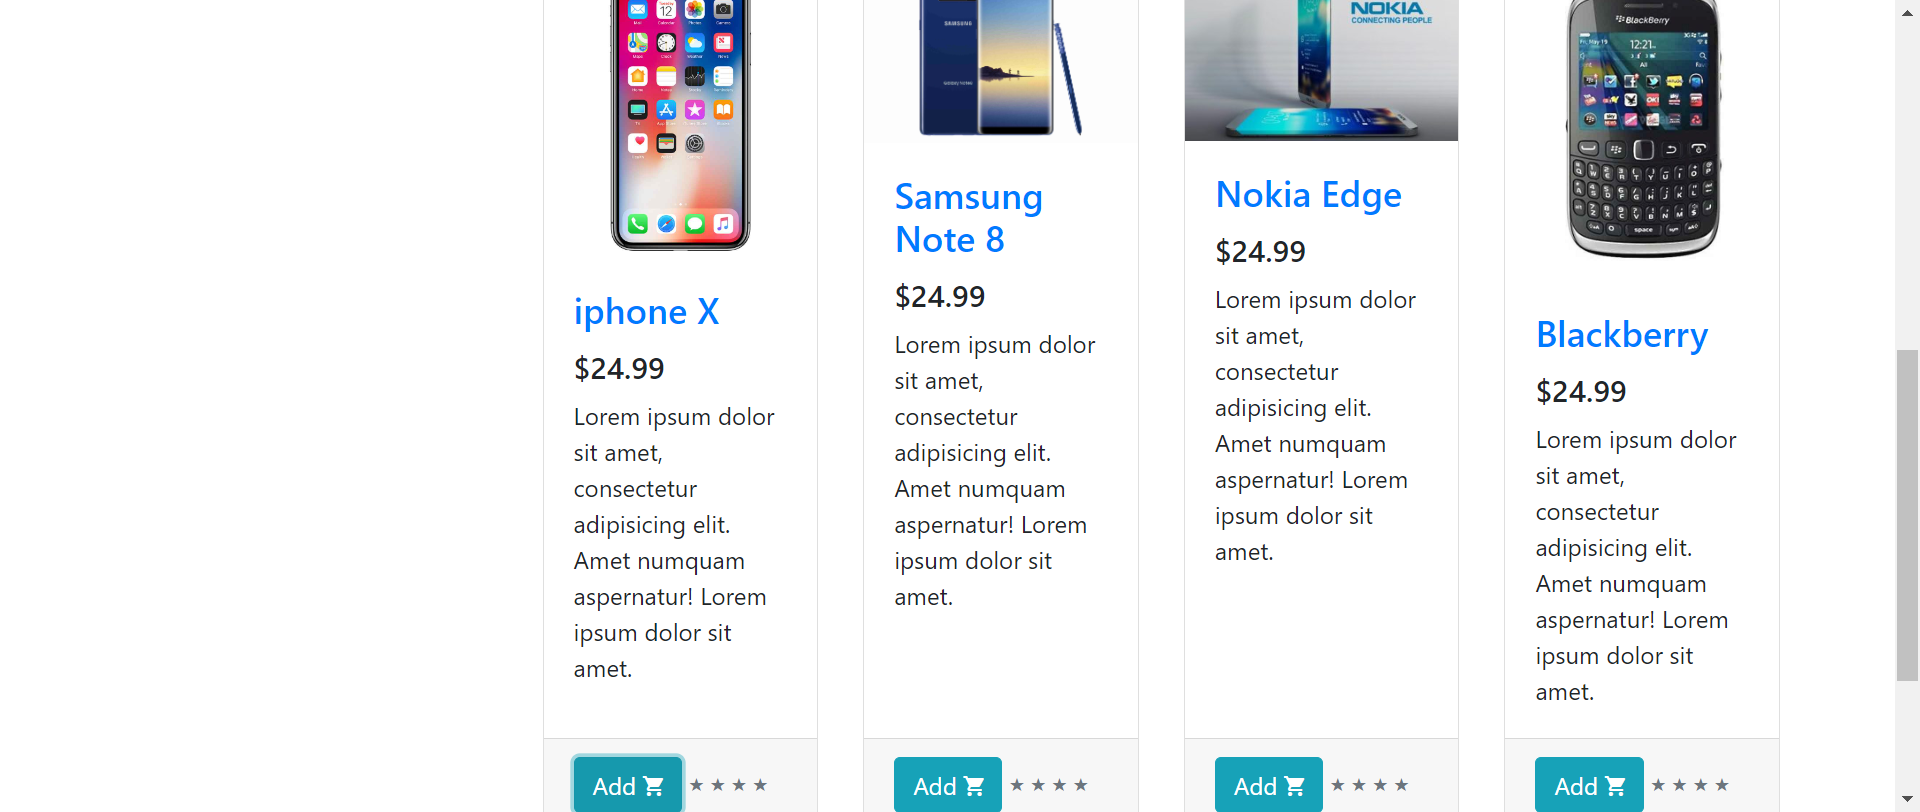 iphone X
$24.99
Lorem ipsum dolor
sit amet,
consectetur
adipisicing elit.
Amet numquam
aspernatur! Lorem
ipsum dolor sit
amet.
Add
SAMSUNG
Samsung
Note 8
$24.99
Lorem ipsum dolor
sit amet,
consectetur
adipisicing elit.
Amet numquam
aspernatur! Lorem
ipsum dolor sit
amet.
Add
NOKIA
CONNECTING PEOPLE
Nokia Edge
$24.99
Lorem ipsum dolor
sit amet,
consectetur
adipisicing elit.
Amet numquam
aspernatur! Lorem
ipsum dolor sit
amet.
Add
BlackBerry
12:21
Blackberry
$24.99
Lorem ipsum dolor
sit amet,
consectetur
adipisicing elit.
Amet numquam
aspernatur! Lorem
ipsum dolor sit
amet.
Add